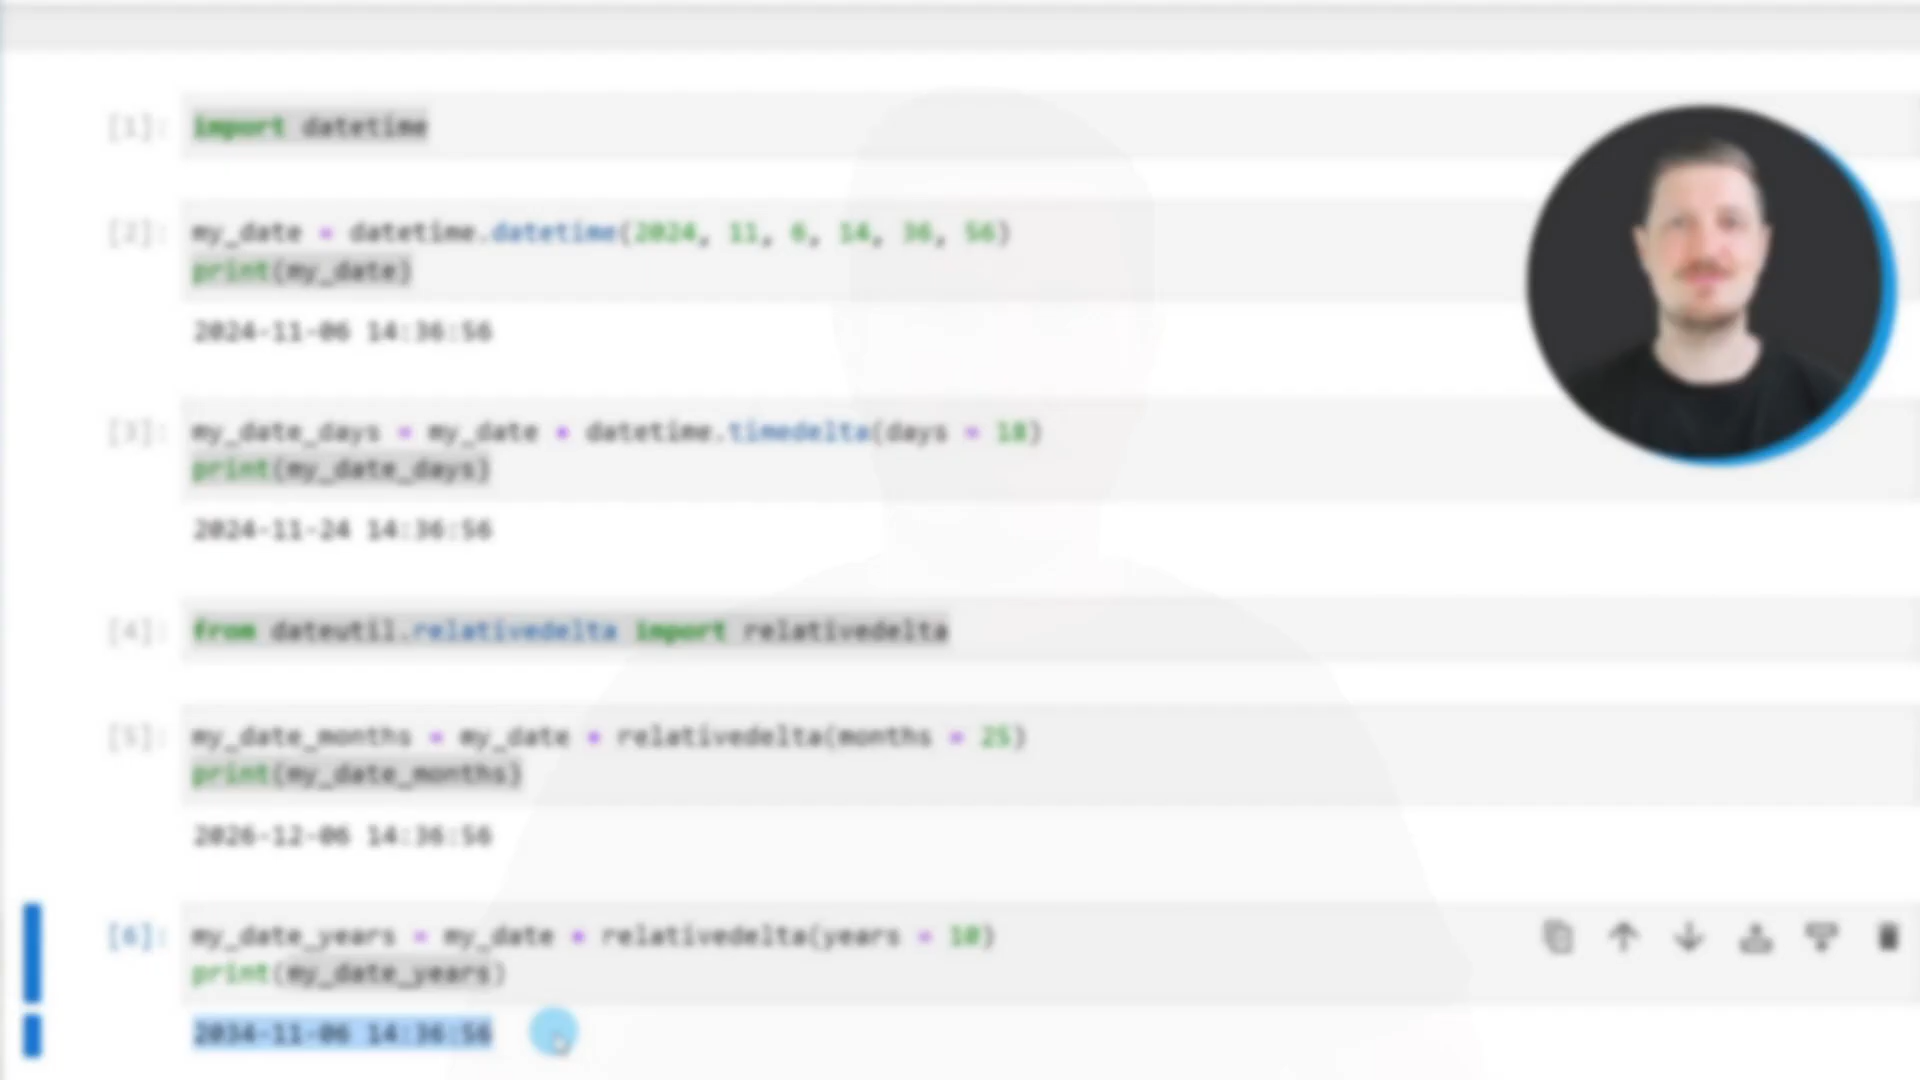 [1]: import datetime
[2]: my_date = datetime.datetime(2024, 11, 6, 14, 36, 56)
print(my_date)
2024-11-06 14:36:56
[3]: my_date_days = my_date + datetime.timedelta(days = 18)
print(my_date_days)
2024-11-24 14:36:56
[4]: from dateutil.relativedelta import relativedelta
[5]: my_date_months = my_date + relativedelta(months = 25)
print(my_date_months)
2026-12-06 14:36:56
[6]: my_date_years = my_date + relativedelta(years = 10)
print(my_date_years)
2034-11-06 14:36:56